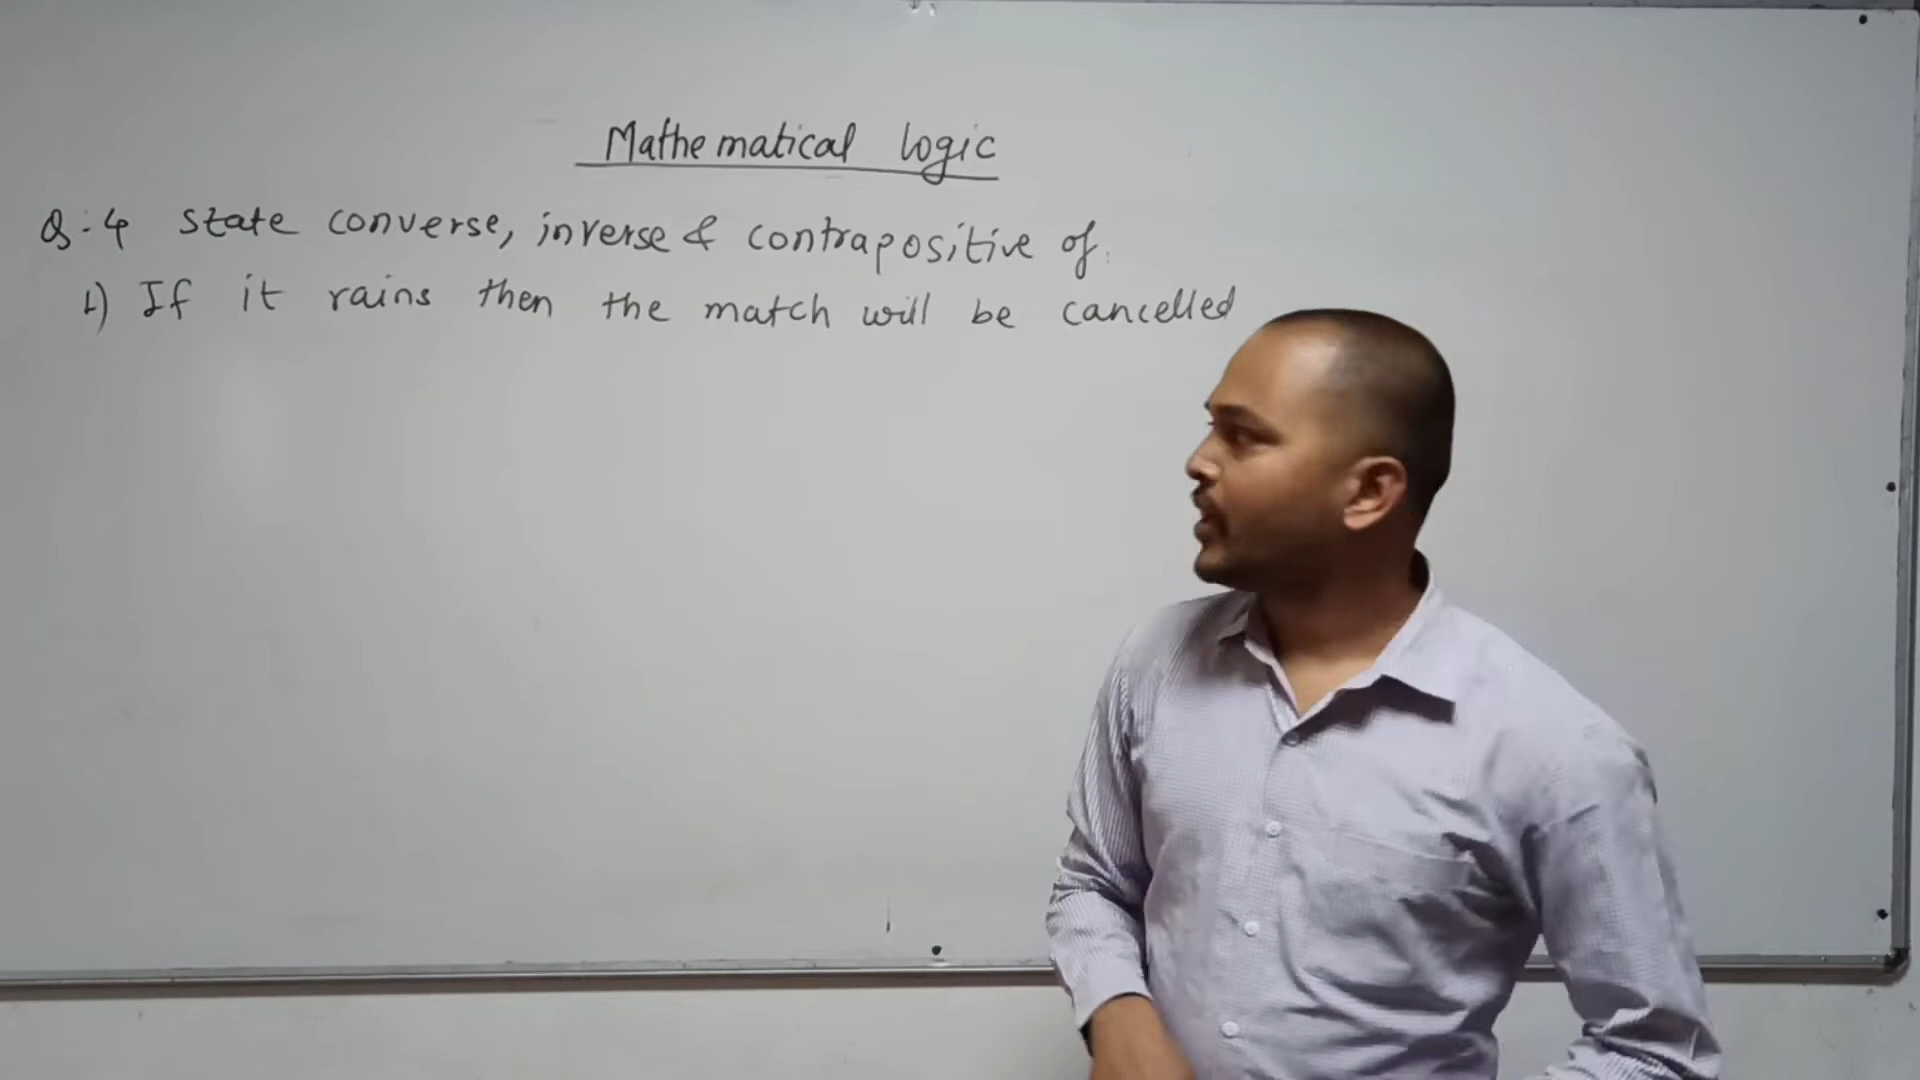 Mathematical logic
Q.4 state converse, inverse & contrapositive of.
1) If it rains then the match will be cancelled